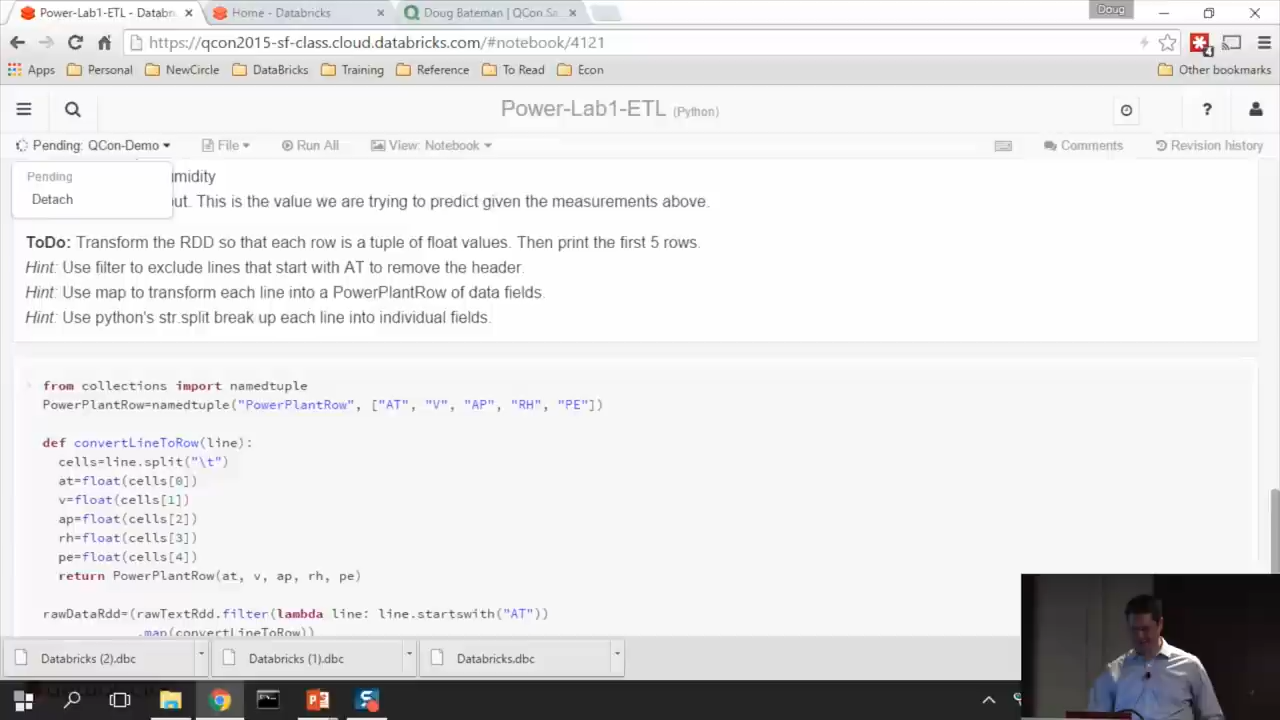 Power-Lab1-ETL - Databri
Home - Databricks
Doug Bateman | QCon Sa
Doug
https://qcon2015-sf-class.cloud.databricks.com/#notebook/4121
Apps
Personal
NewCircle
DataBricks
Training
Reference
To Read
Econ
Other bookmarks
Power-Lab1-ETL (Python)
?
Pending: QCon-Demo
File
Run All
View: Notebook
Comments
Revision history
Pending
Detach
umidity
out. This is the value we are trying to predict given the measurements above.
ToDo: Transform the RDD so that each row is a tuple of float values. Then print the first 5 rows.
Hint: Use filter to exclude lines that start with AT to remove the header.
Hint: Use map to transform each line into a PowerPlantRow of data fields.
Hint: Use python's str.split break up each line into individual fields.
from collections import namedtuple
PowerPlantRow=namedtuple("PowerPlantRow", ["AT", "V", "AP", "RH", "PE"])
def convertLineToRow(line):
cells=line.split("\t")
at=float(cells[0])
v=float(cells[1])
ap=float(cells[2])
rh=float(cells[3])
pe=float(cells[4])
return PowerPlantRow(at, v, ap, rh, pe)
rawDataRdd=(rawTextRdd.filter(lambda line: line.startswith("AT"))
.map(convertLineToRow))
Databricks (2).dbc
Databricks (1).dbc
Databricks.dbc